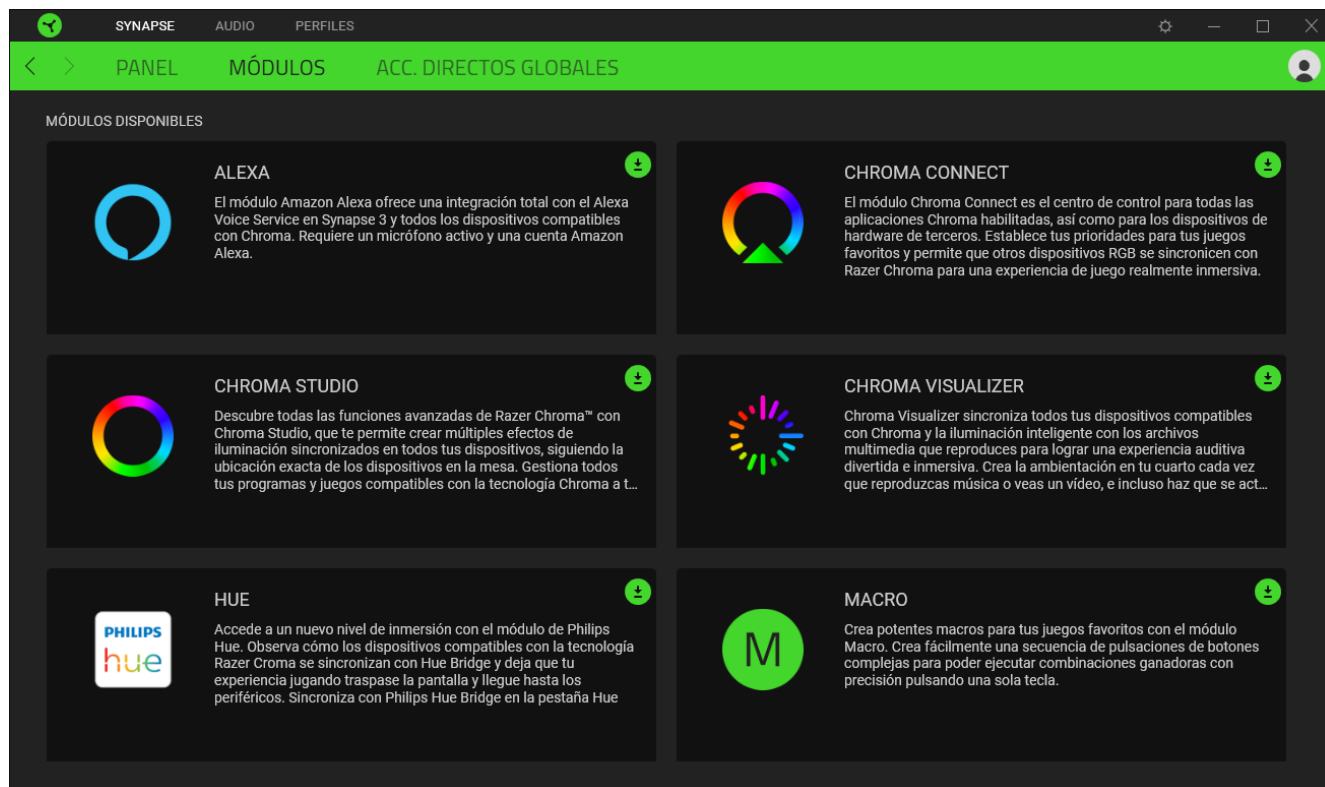 SYNAPSE AUDIO PERFILES
PANEL MÓDULOS ACC. DIRECTOS GLOBALES
MÓDULOS DISPONIBLES
ALEXA
El módulo Amazon Alexa ofrece una integración total con el Alexa
Voice Service en Synapse 3 y todos los dispositivos compatibles
con Chroma. Requiere un micrófono activo y una cuenta Amazon
Alexa.
CHROMA CONNECT
El módulo Chroma Connect es el centro de control para todas las
aplicaciones Chroma habilitadas, así como para los dispositivos de
hardware de terceros. Establece tus prioridades para tus juegos
favoritos y permite que otros dispositivos RGB se sincronicen con
Razer Chroma para una experiencia de juego realmente inmersiva.
CHROMA STUDIO
Descubre todas las funciones avanzadas de Razer Chroma™ con
Chroma Studio, que te permite crear múltiples efectos de
iluminación sincronizados en todos tus dispositivos, siguiendo la
ubicación exacta de los dispositivos en la mesa. Gestiona todos
tus programas y juegos compatibles con la tecnología Chroma a t...
CHROMA VISUALIZER
Chroma Visualizer sincroniza todos tus dispositivos compatibles
con Chroma y la iluminación inteligente con los archivos
multimedia que reproduces para lograr una experiencia auditiva
divertida e inmersiva. Crea la ambientación en tu cuarto cada vez
que reproduzcas música o veas un vídeo, e incluso haz que se act...
PHILIPS
hue
HUE
Accede a un nuevo nivel de inmersión con el módulo de Philips
Hue. Observa cómo los dispositivos compatibles con la tecnología
Razer Croma se sincronizan con Hue Bridge y deja que tu
experiencia jugando traspase la pantalla y llegue hasta los
periféricos. Sincroniza con Philips Hue Bridge en la pestaña Hue
M
MACRO
Crea potentes macros para tus juegos favoritos con el módulo
Macro. Crea fácilmente una secuencia de pulsaciones de botones
complejas para poder ejecutar combinaciones ganadoras con
precisión pulsando una sola tecla.